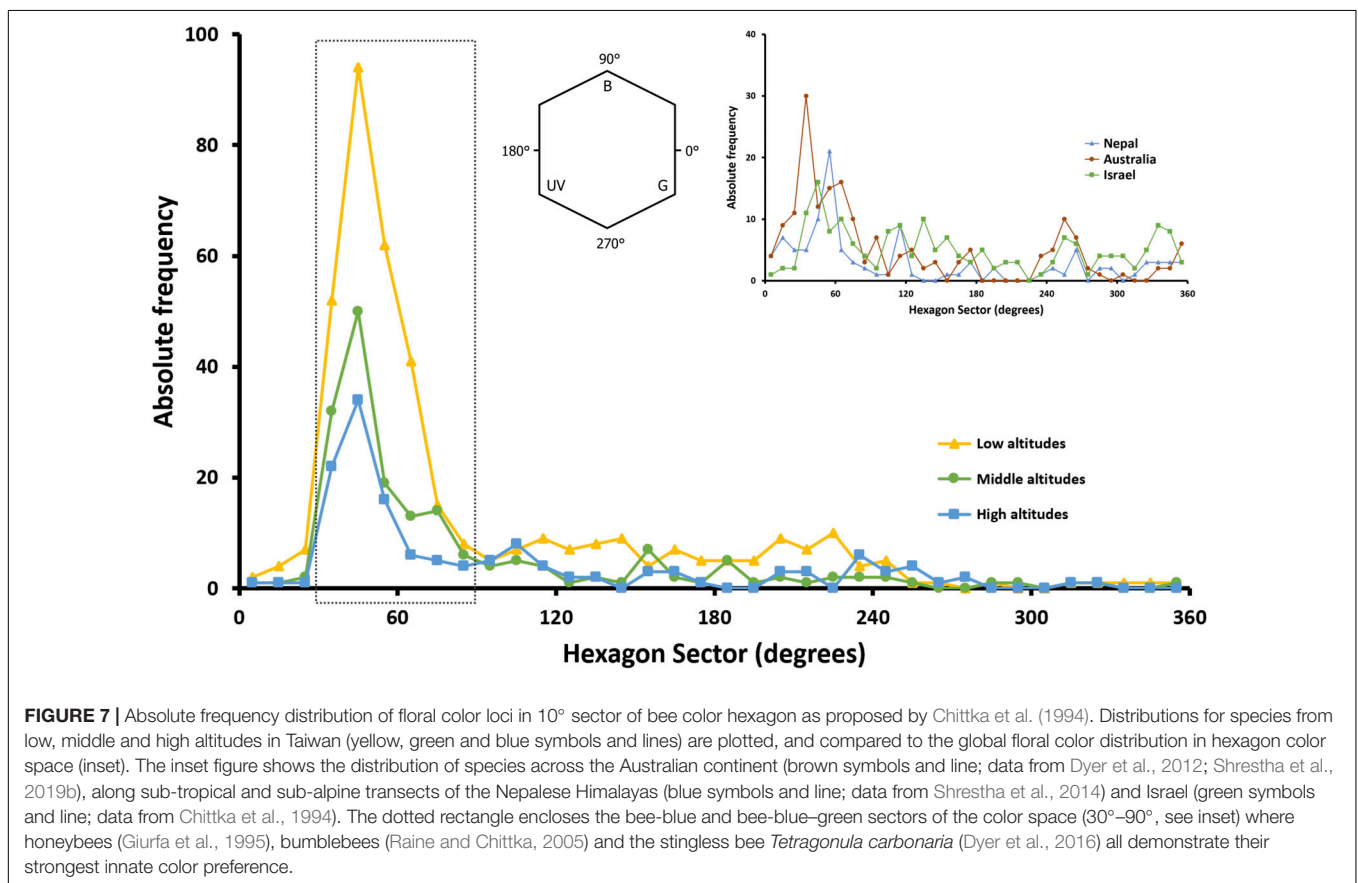 100
80
60
40
20
0
Absolute frequency
0 60 120 180 240 300 360
Hexagon Sector (degrees)
90°
B
180°
0°
UV
G
270°
40
30
20
10
0
Absolute frequency
Nepal
Australia
Israel
0 60 120 180 240 300 360
Hexagon Sector (degrees)
Low altitudes
Middle altitudes
High altitudes
FIGURE 7 | Absolute frequency distribution of floral color loci in 10° sector of bee color hexagon as proposed by Chittka et al. (1994). Distributions for species from
low, middle and high altitudes in Taiwan (yellow, green and blue symbols and lines) are plotted, and compared to the global floral color distribution in hexagon color
space (inset). The inset figure shows the distribution of species across the Australian continent (brown symbols and line; data from Dyer et al., 2012; Shrestha et al.,
2019b), along sub-tropical and sub-alpine transects of the Nepalese Himalayas (blue symbols and line; data from Shrestha et al., 2014) and Israel (green symbols
and line; data from Chittka et al., 1994). The dotted rectangle encloses the bee-blue and bee-blue–green sectors of the color space (30°–90°, see inset) where
honeybees (Giurfa et al., 1995), bumblebees (Raine and Chittka, 2005) and the stingless bee Tetragonula carbonaria (Dyer et al., 2016) all demonstrate their
strongest innate color preference.